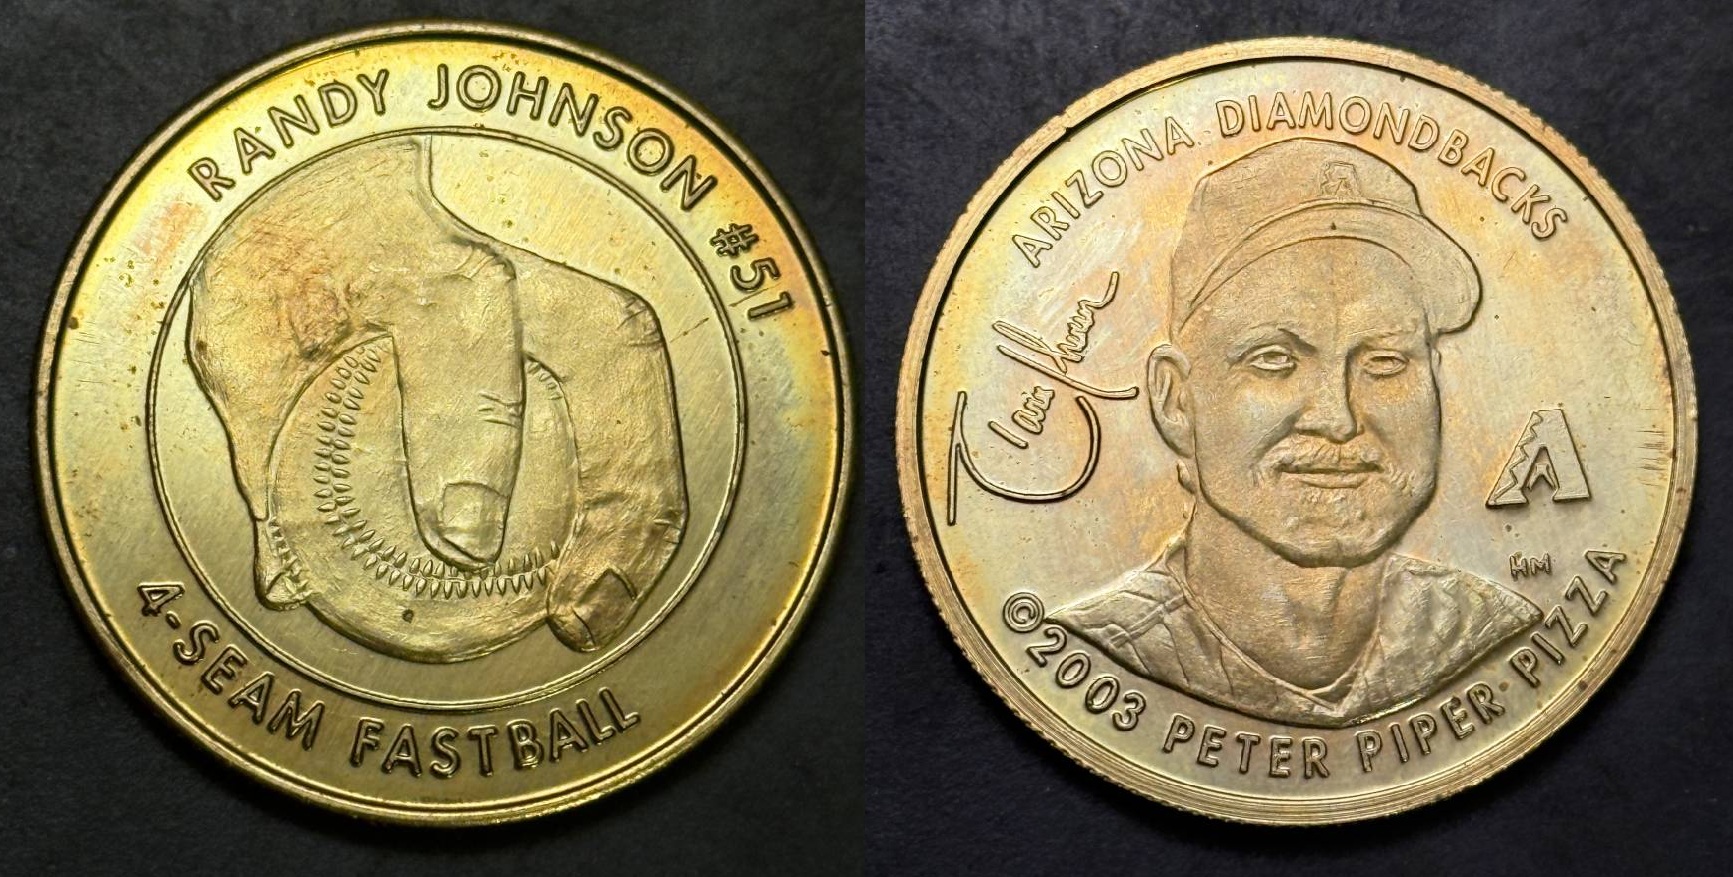 RANDY JOHNSON #51
4-SEAM FASTBALL
ARIZONA DIAMONDBACKS
A
HM
©2003 PETER PIPER PIZZA